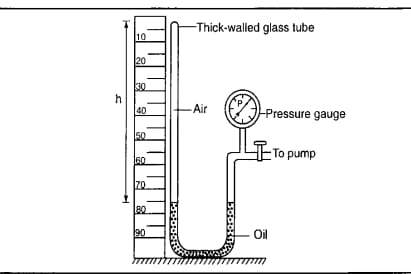 Thick-walled glass tube
10
20
30
h
40
Air
P
Pressure gauge
50
To pump
60
70
80
Oil
90